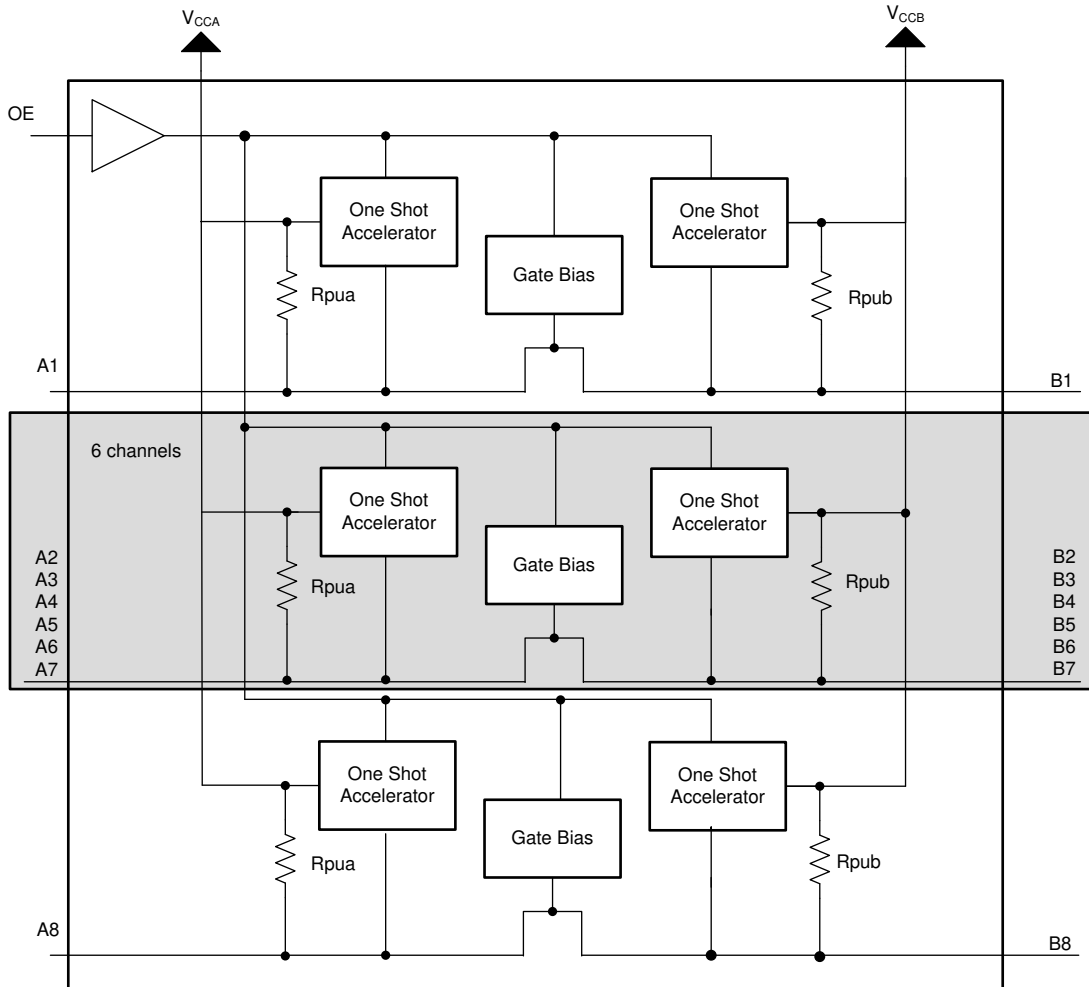 VCCA
VCCB
OE
One Shot
Accelerator
One Shot
Accelerator
Gate Bias
Rpua
Rpub
A1
B1
6 channels
One Shot
Accelerator
One Shot
Accelerator
Gate Bias
Rpua
Rpub
A2
A3
A4
A5
A6
A7
B2
B3
B4
B5
B6
B7
One Shot
Accelerator
One Shot
Accelerator
Gate Bias
Rpua
Rpub
A8
B8